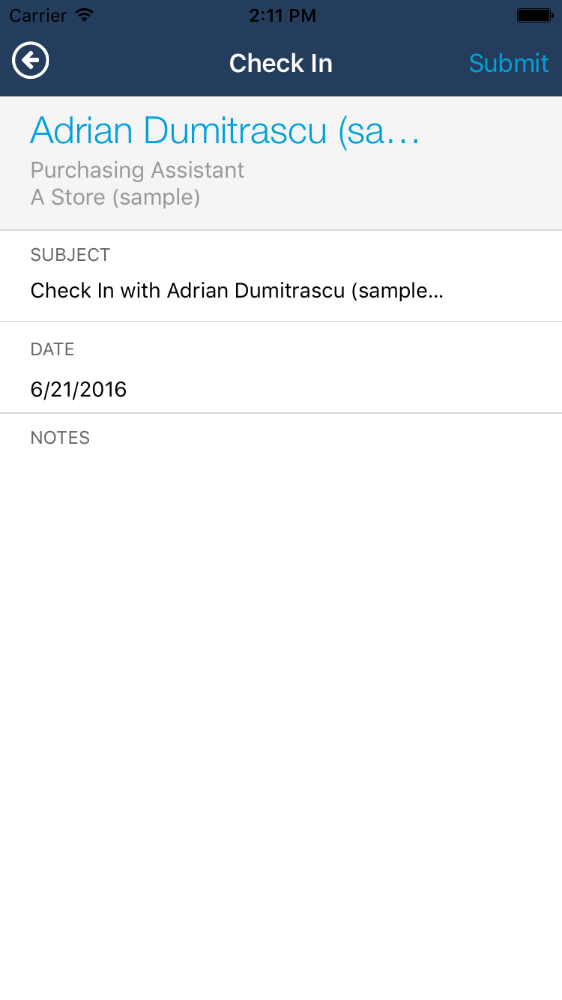 Carrier 2:11 PM
Check In Submit
Adrian Dumitrascu (sa...
Purchasing Assistant
A Store (sample)
SUBJECT
Check In with Adrian Dumitrascu (sample...
DATE
6/21/2016
NOTES